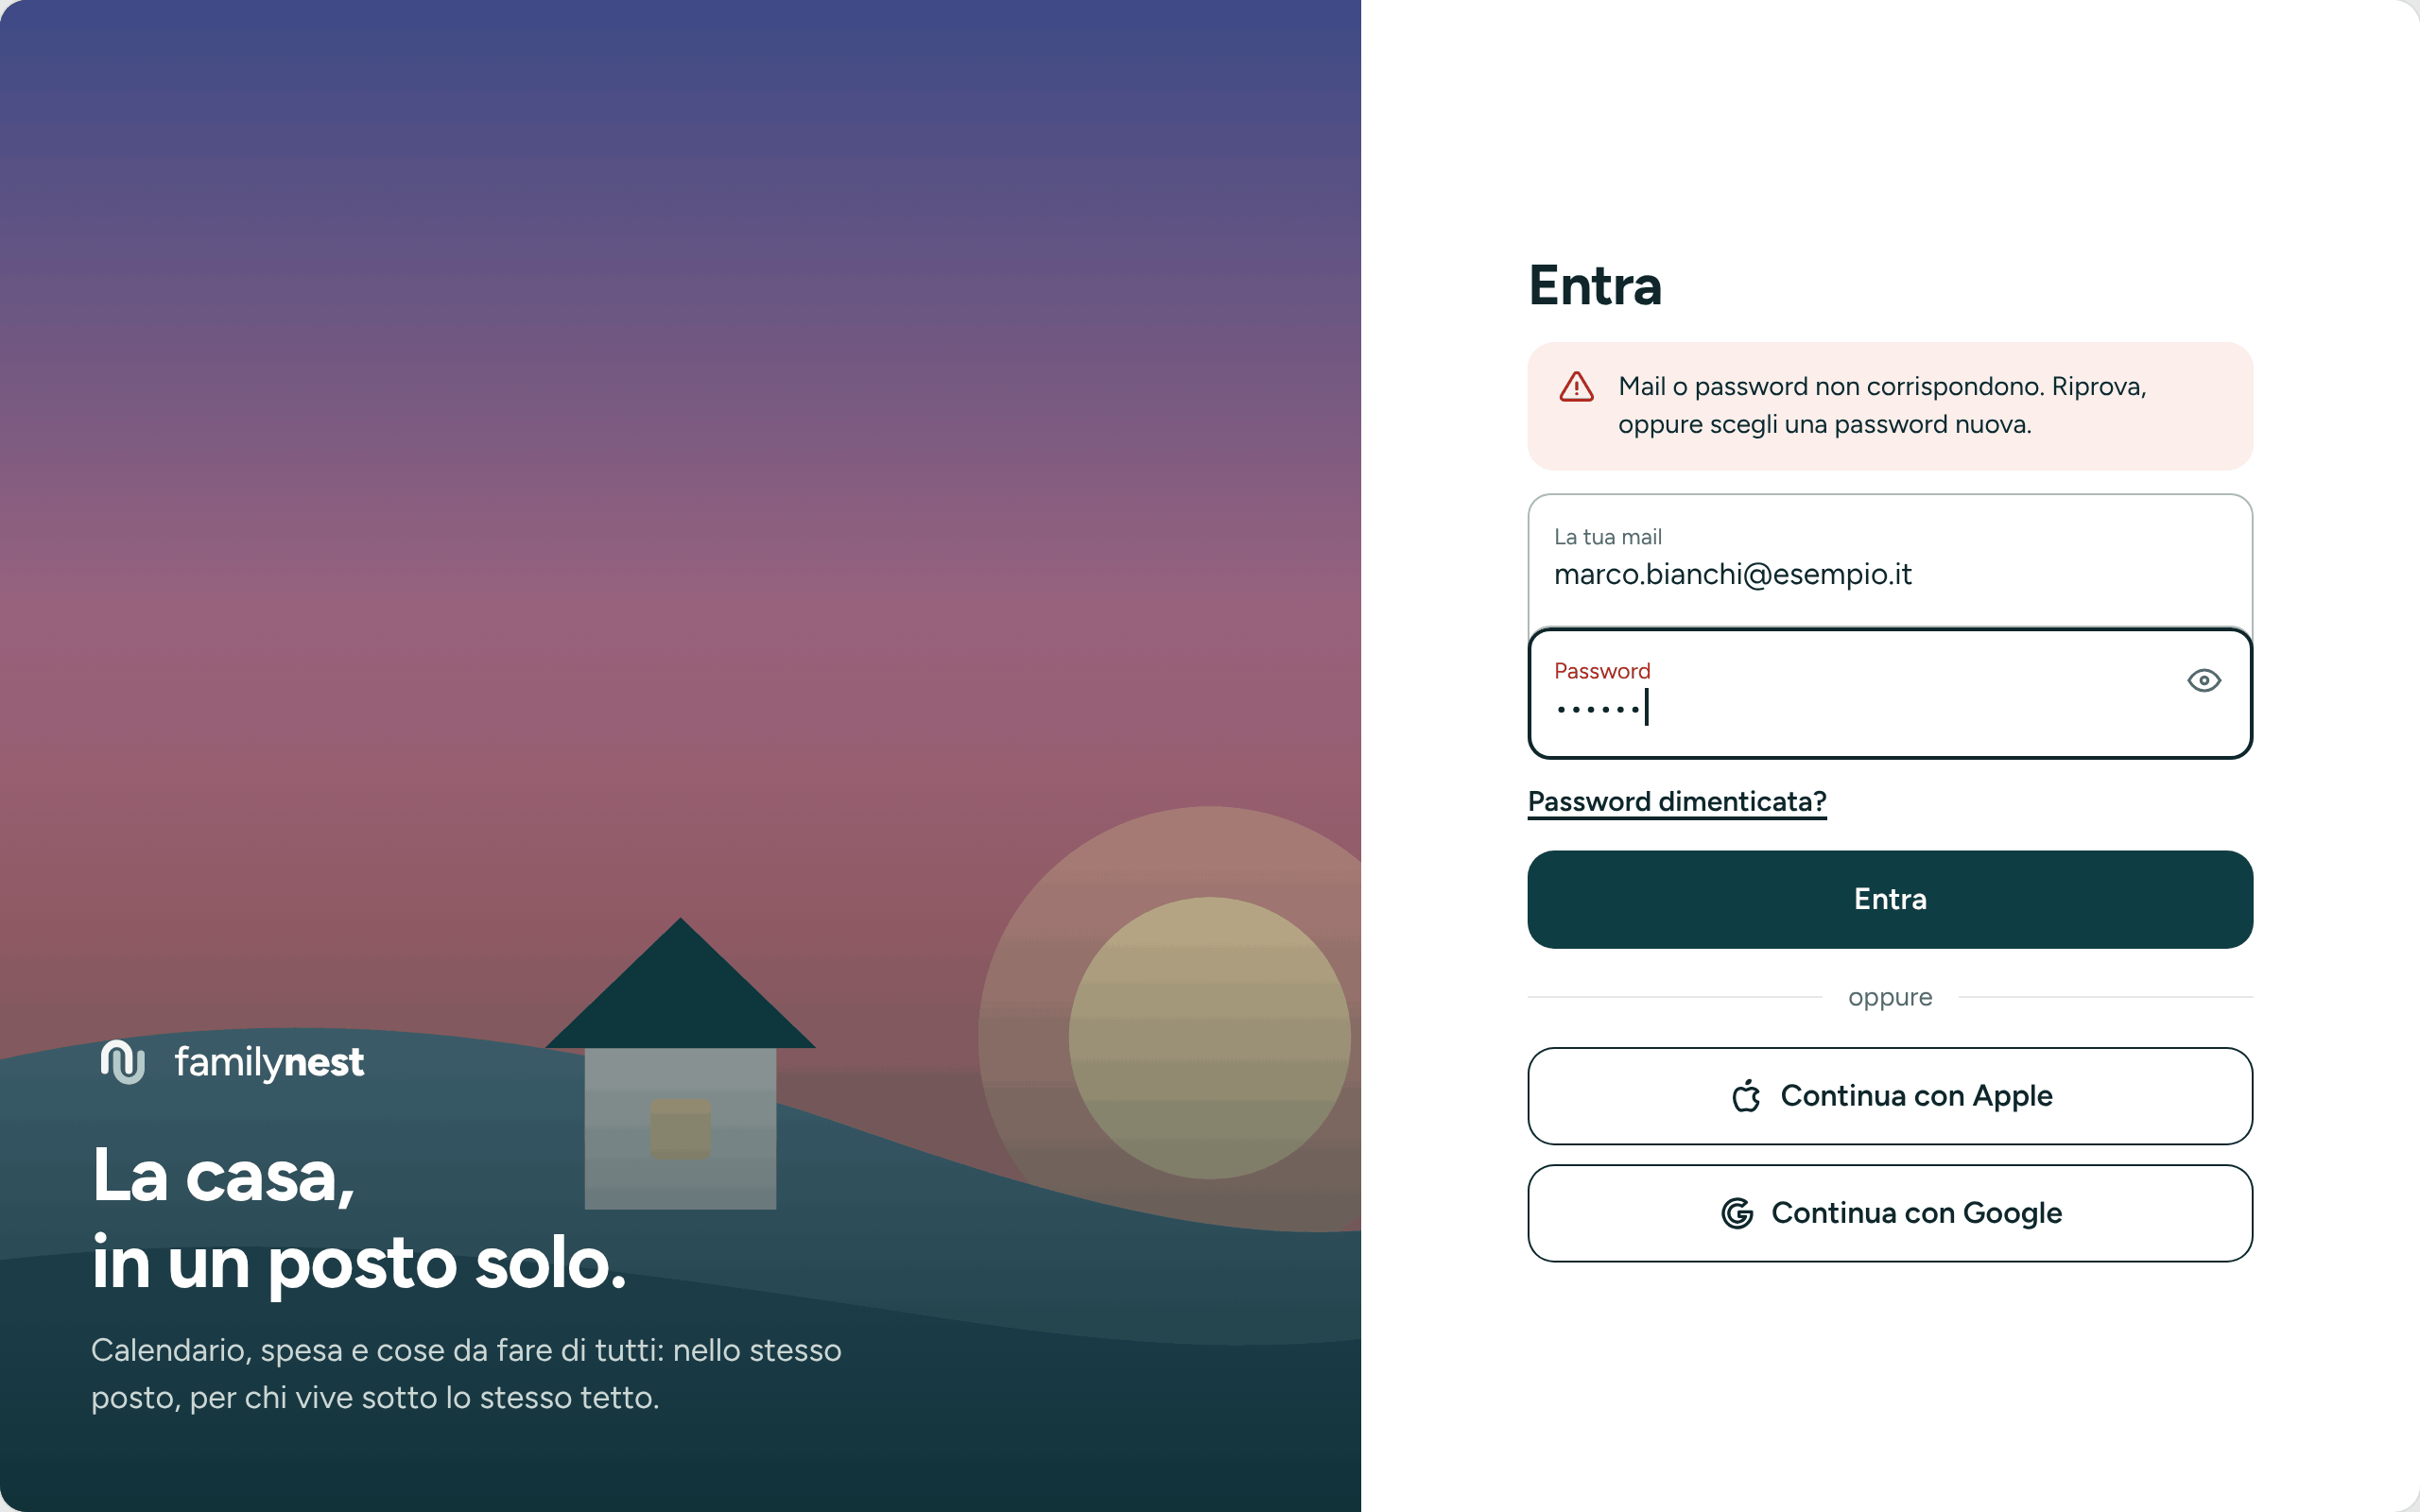 familynest
La casa,
in un posto solo.
Calendario, spesa e cose da fare di tutti: nello stesso
posto, per chi vive sotto lo stesso tetto.
Entra
Mail o password non corrispondono. Riprova,
oppure scegli una password nuova.
La tua mail
marco.bianchi@esempio.it
Password
••••••
Password dimenticata?
Entra
oppure
Continua con Apple
Continua con Google